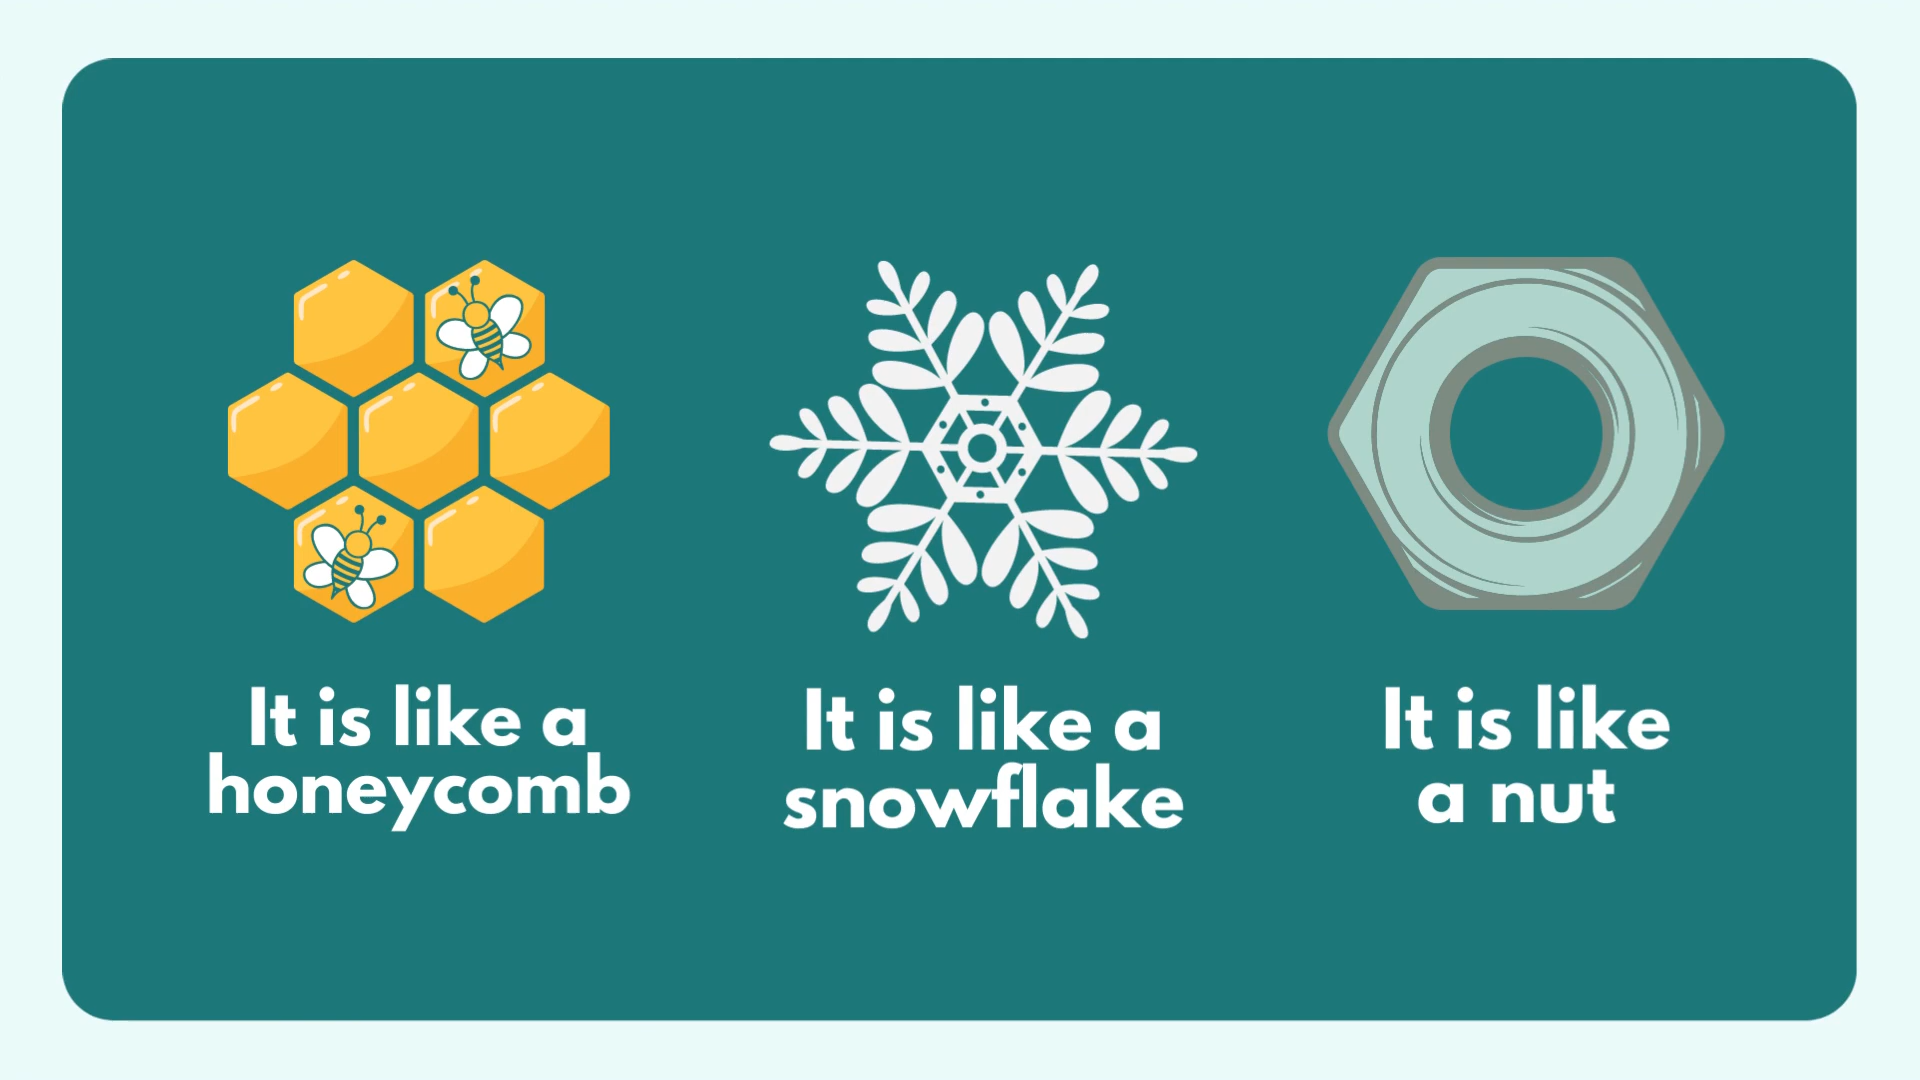 It is like a
honeycomb
It is like a
snowflake
It is like
a nut